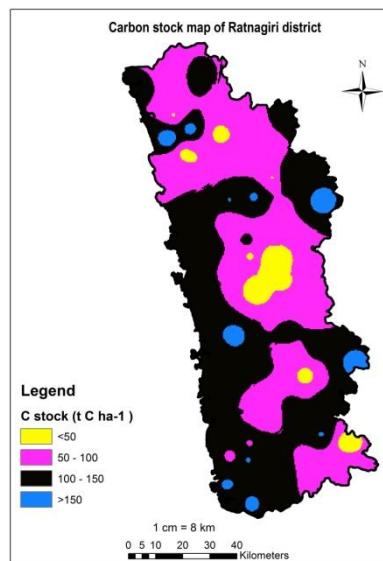 Carbon stock map of Ratnagiri district
N
Legend
C stock (t C ha-1 )
<50
50 - 100
100 - 150
>150
1 cm = 8 km
0 5 10 20 30 40
Kilometers